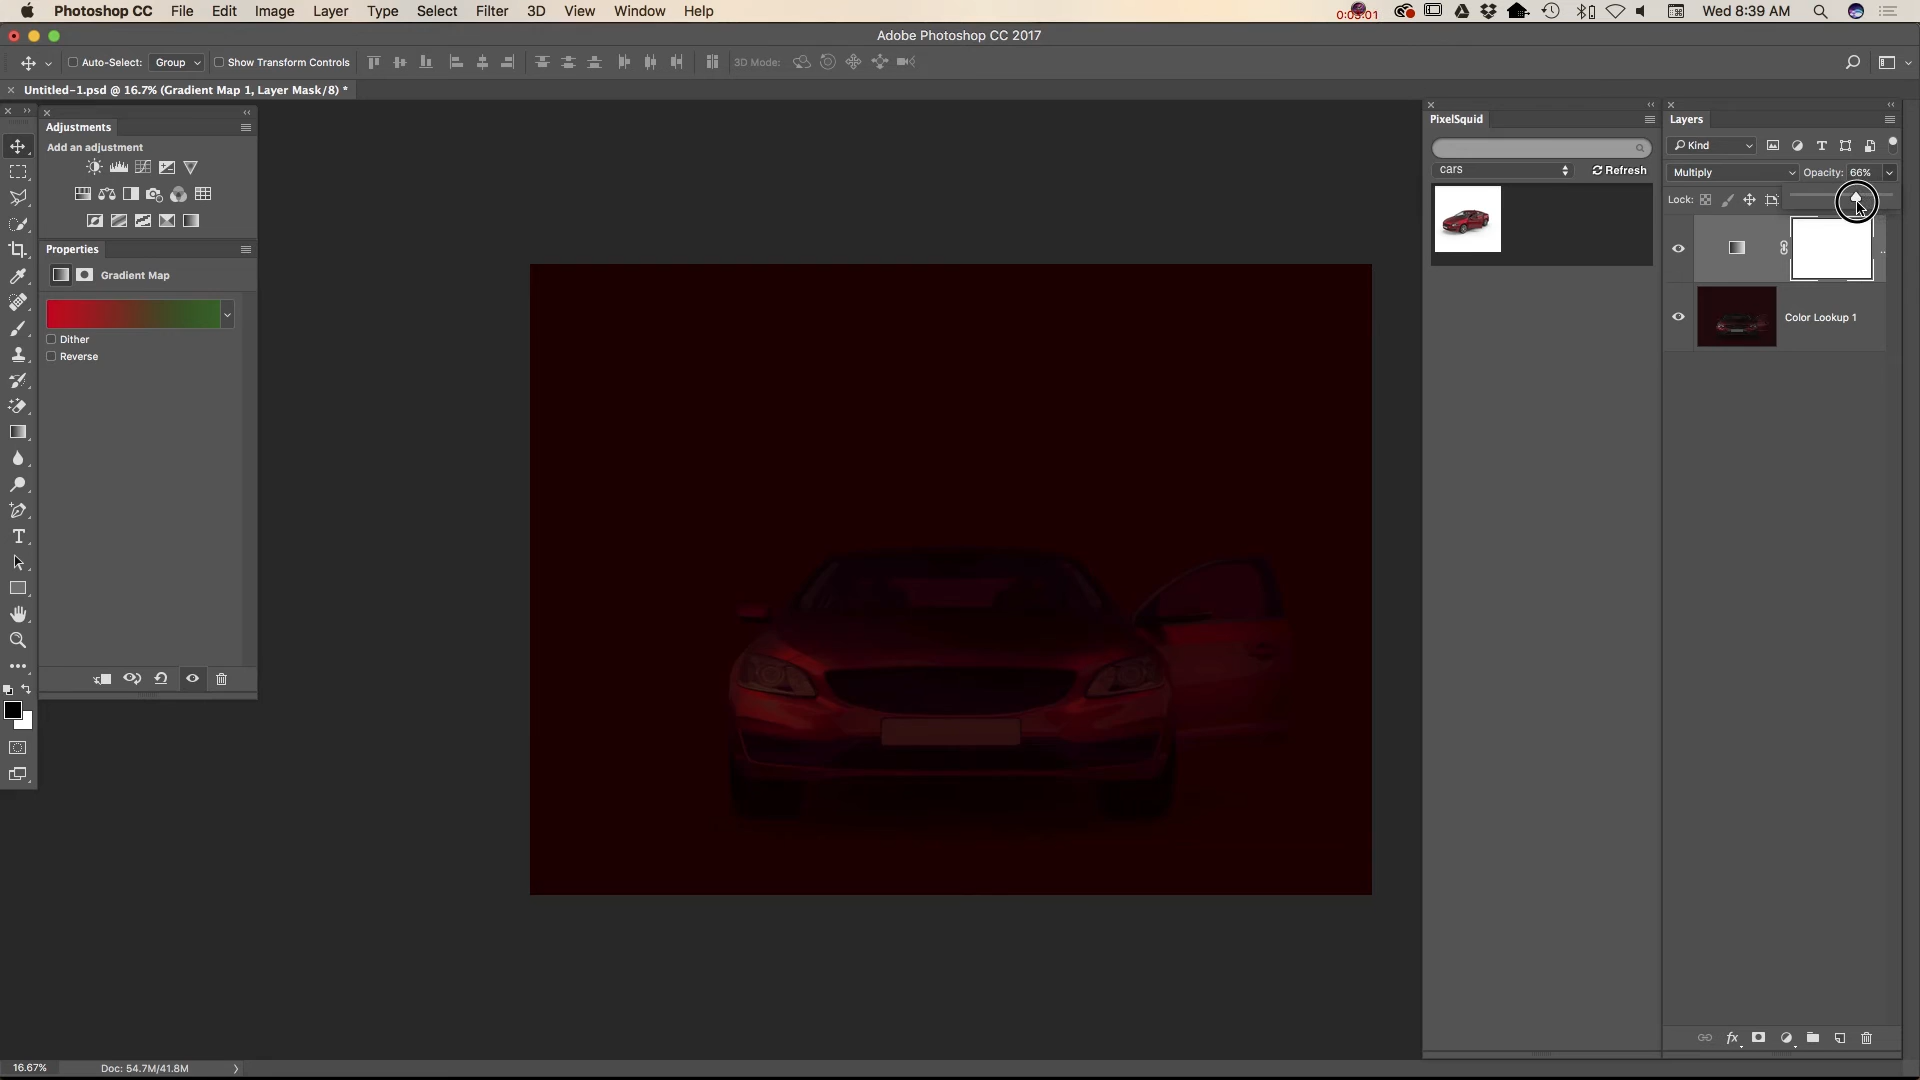 Photoshop CC File Edit Image Layer Type Select Filter 3D View Window Help Wed 8:39 AM
Adobe Photoshop CC 2017
Auto-Select: Group Show Transform Controls 3D Mode:
Untitled-1.psd @ 16.7% (Gradient Map 1, Layer Mask/8) *
Adjustments
Add an adjustment
Properties
Gradient Map
Dither
Reverse
PixelSquid
cars Refresh
Layers
Kind
Multiply Opacity: 66%
Lock:
Color Lookup 1
16.67% Doc: 54.7M/41.8M